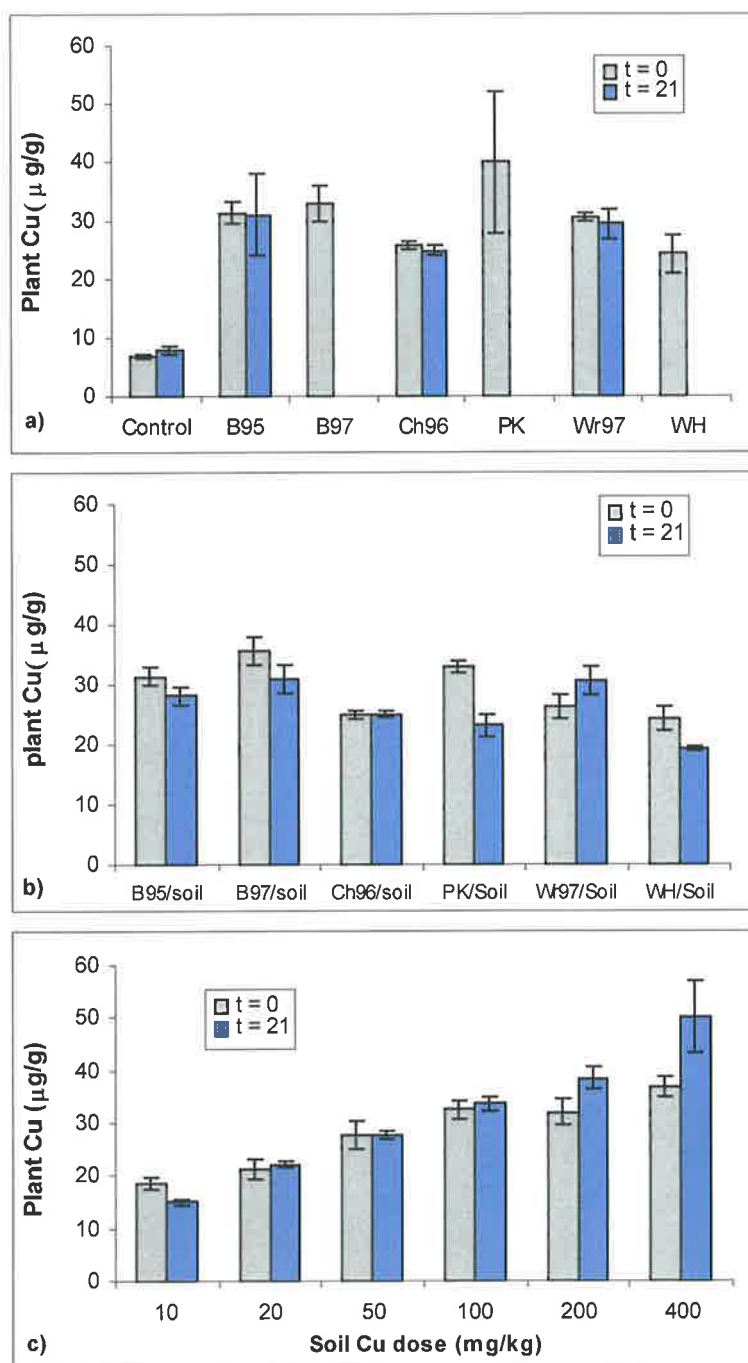 60
t = 0
t = 21
50
40
30
20
10
0
Plant Cu( μ g/g)
a)
Control B95 B97 Ch96 PK Wr97 WH
60
t = 0
t = 21
50
40
30
20
10
0
plant Cu( μ g/g)
b)
B95/soil B97/soil Ch96/soil PK/Soil Wr97/Soil WH/Soil
60
t = 0
t = 21
50
40
30
20
10
0
Plant Cu (μg/g)
10 20 50 100 200 400
c)
Soil Cu dose (mg/kg)